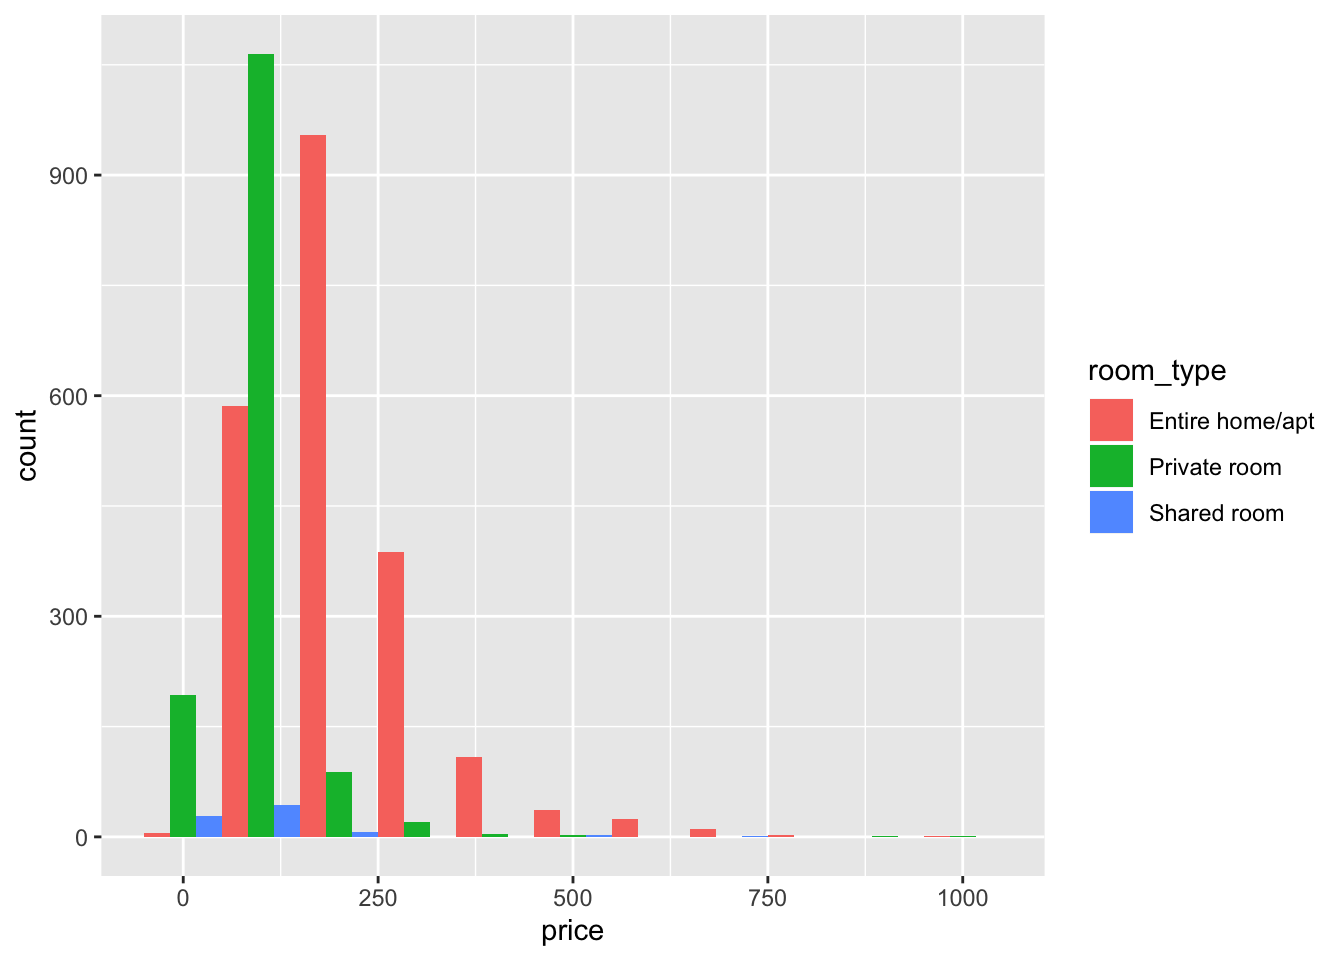 900
600
300
0
count
0 250 500 750 1000
price
room_type
Entire home/apt
Private room
Shared room